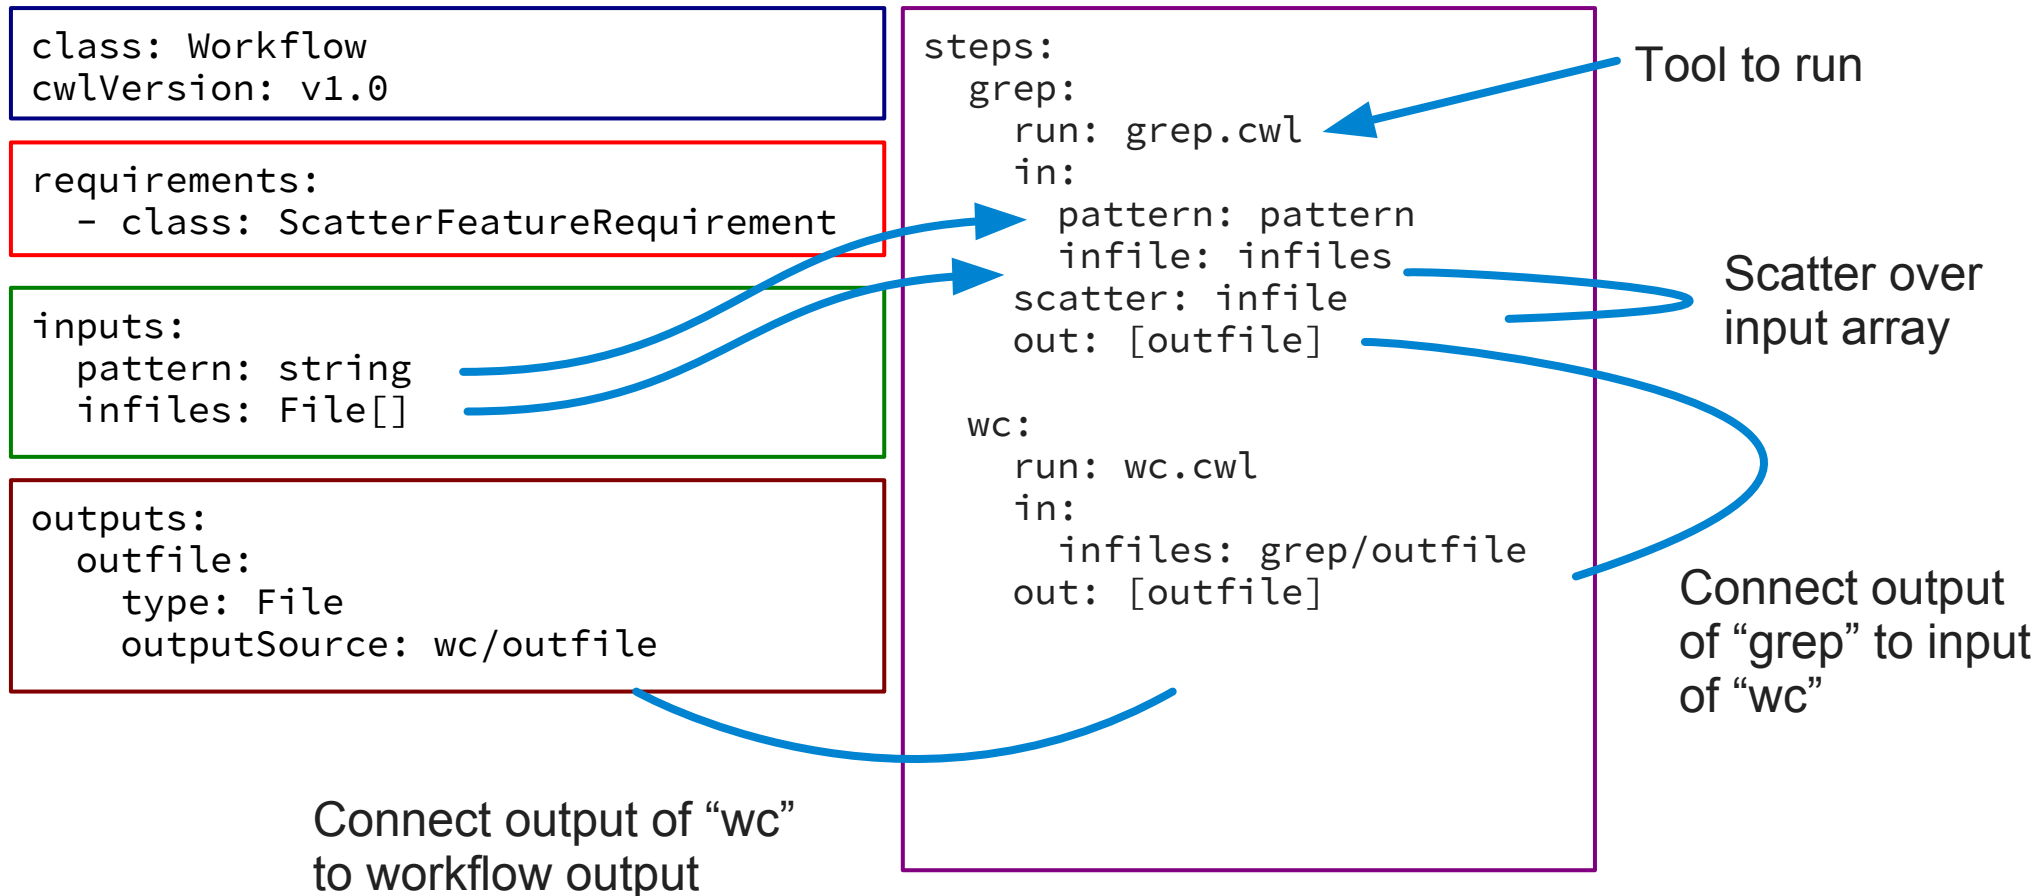 class: Workflow
cwlVersion: v1.0
requirements:
  - class: ScatterFeatureRequirement
inputs:
  pattern: string
  infiles: File[]
outputs:
  outfile:
    type: File
    outputSource: wc/outfile
steps:
  grep:
    run: grep.cwl
    in:
      pattern: pattern
      infile: infiles
    scatter: infile
    out: [outfile]
  wc:
    run: wc.cwl
    in:
      infiles: grep/outfile
    out: [outfile]
Tool to run
Scatter over
input array
Connect output
of “grep” to input
of “wc”
Connect output of “wc”
to workflow output